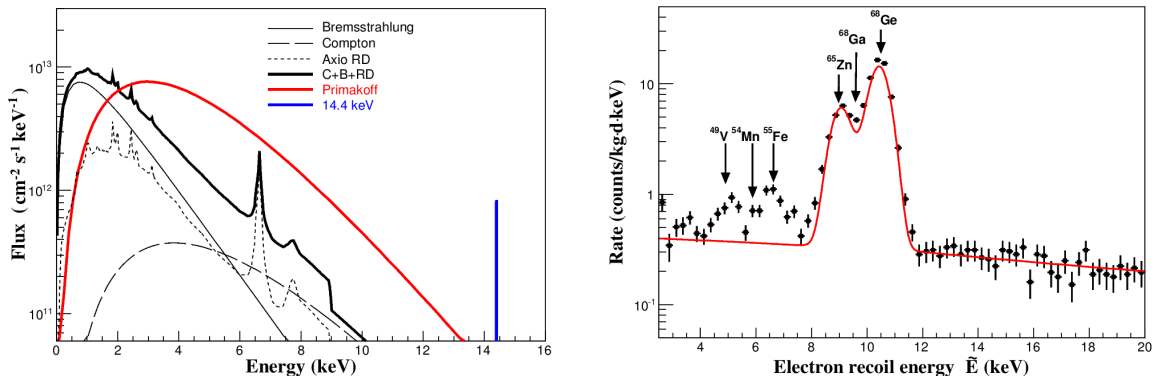 Bremsstrahlung
Compton
Axio RD
C+B+RD
Primakoff
14.4 keV
10¹³
10¹²
10¹¹
Flux (cm⁻² s⁻¹ keV⁻¹)
0 2 4 6 8 10 12 14 16
Energy (keV)
⁶⁸Ge
⁶⁸Ga
⁶⁵Zn
⁴⁹V ⁵⁴Mn ⁵⁵Fe
10
1
10⁻¹
Rate (counts/kg·d·keV)
4 6 8 10 12 14 16 18 20
Electron recoil energy Ẽ (keV)